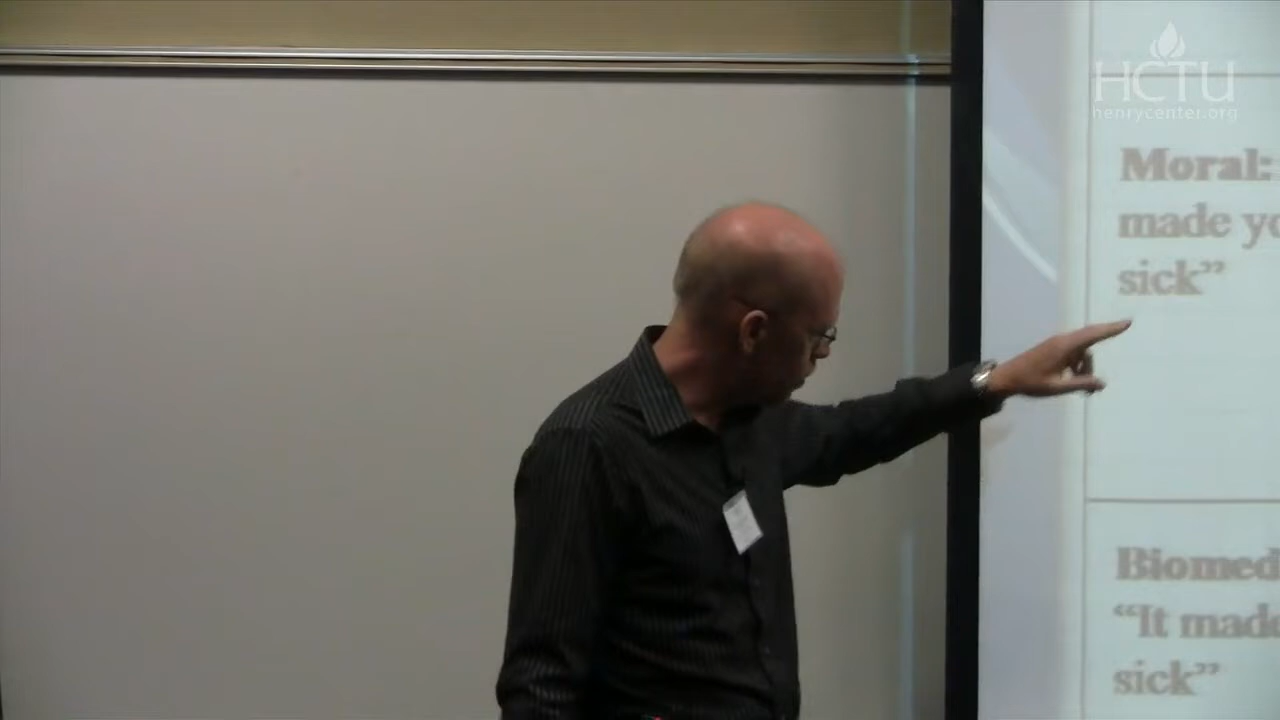 HCTU
henrycenter.org
Moral:
made yo
sick”
Biomed
“It made
sick”